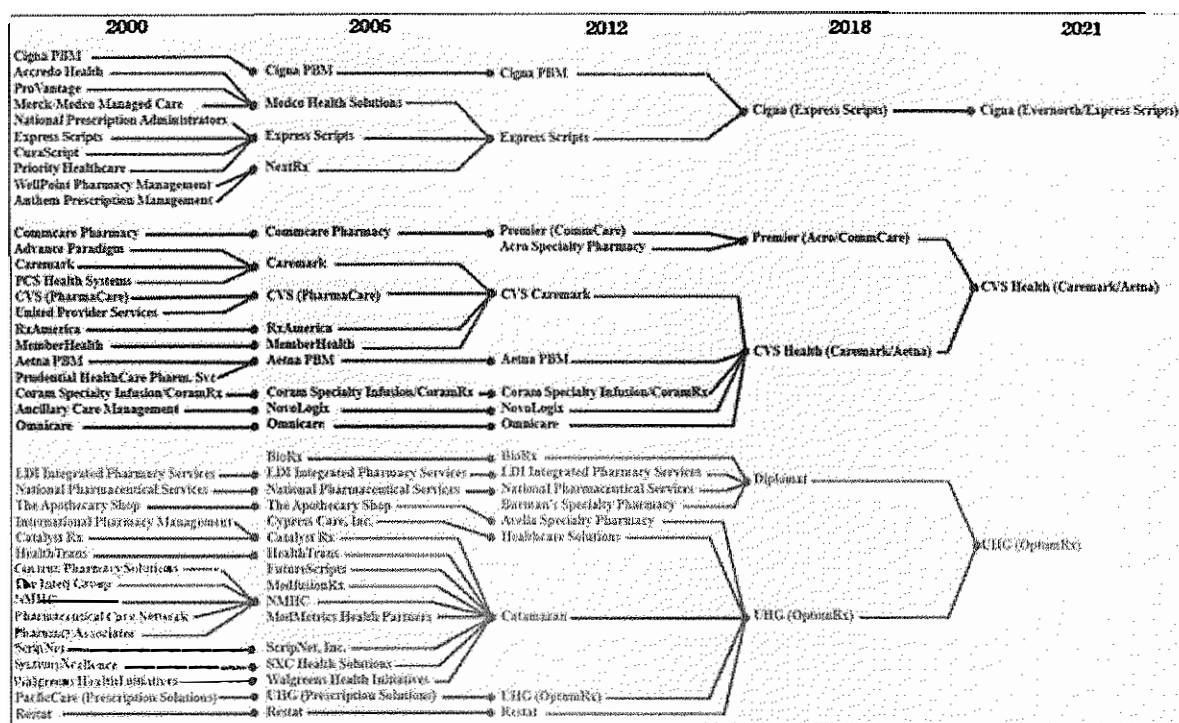 2000 2006 2012 2018 2021
Cigna PBM
Accredo Health Cigna PBM Cigna PBM
ProVantage
Merck-Medco Managed Care Medco Health Solutions Cigna (Express Scripts) Cigna (Evernorth/Express Scripts)
National Prescription Administrators
Express Scripts Express Scripts Express Scripts
CuraScript
Priority Healthcare NextRx
WellPoint Pharmacy Management
Anthem Prescription Management
Commcare Pharmacy Commcare Pharmacy Premier (CommCare) Premier (Acro/CommCare)
Advance Paradigm Acro Specialty Pharmacy
Caremark Caremark
PCS Health Systems CVS Health (Caremark/Aetna)
CVS (PharmaCare) CVS (PharmaCare) CVS Caremark
United Provider Services
RxAmerica RxAmerica
MemberHealth MemberHealth CVS Health (Caremark/Aetna)
Aetna PBM Aetna PBM Aetna PBM
Prudential HealthCare Pharm. Svc
Coram Specialty Infusion/CoramRx Coram Specialty Infusion/CoramRx Coram Specialty Infusion/CoramRx
Ancillary Care Management NovoLogix NovoLogix
Omnicare Omnicare Omnicare
BioRx BioRx
LDI Integrated Pharmacy Services LDI Integrated Pharmacy Services LDI Integrated Pharmacy Services Diplomat
National Pharmaceutical Services National Pharmaceutical Services National Pharmaceutical Services
The Apothecary Shop The Apothecary Shop Burman's Specialty Pharmacy
International Pharmacy Management Cypress Care, Inc. Avella Specialty Pharmacy
Catalyst Rx Catalyst Rx Healthcare Solutions UHG (OptumRx)
HealthTrans HealthTrans
Pharmacy Solutions FutureScripts
The Inteq Group MedfusionRx
NMHC NMHC
Pharmaceutical Care Network MedMetrics Health Partners Catamaran UHG (OptumRx)
Pharmacy Associates
ScripNet ScripNet, Inc.
Systems Xcellence SXC Health Solutions
Walgreens HealthInitiatives Walgreens Health Initiatives
PacifiCare (Prescription Solutions) UHG (Prescription Solutions) UHG (OptumRx)
Restat Restat Restat